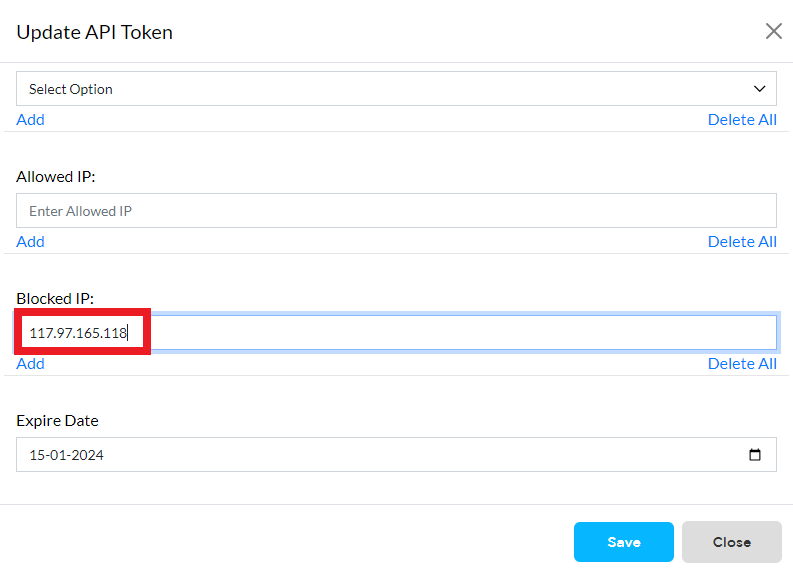 Update API Token
Select Option
Add Delete All
Allowed IP:
Enter Allowed IP
Add Delete All
Blocked IP:
117.97.165.118
Add Delete All
Expire Date
15-01-2024
Save Close